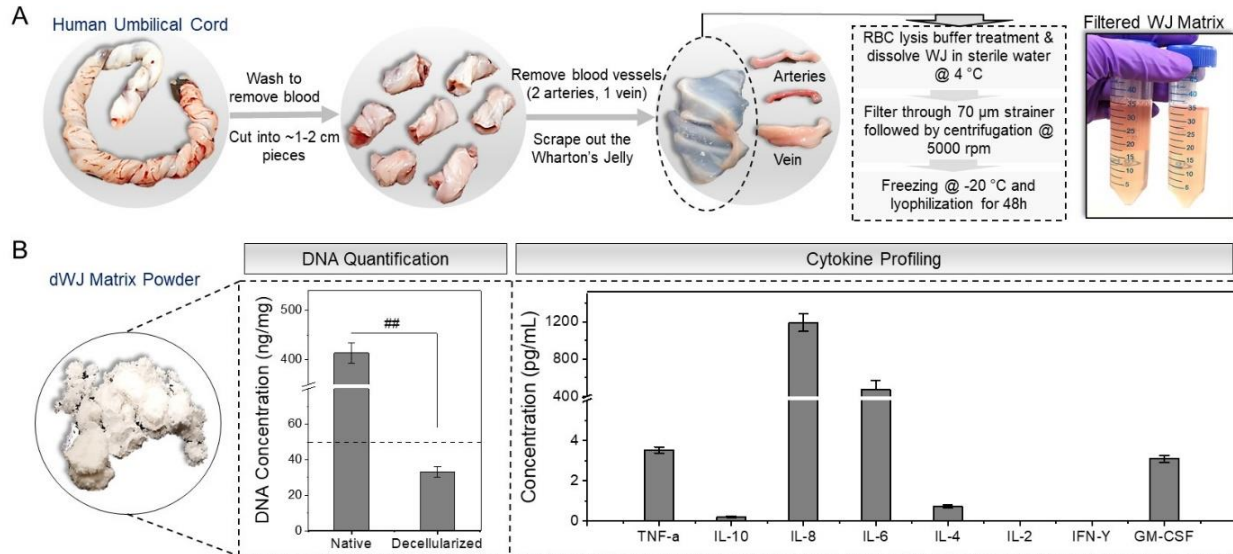 A
Human Umbilical Cord
Wash to
remove blood
Cut into ~1-2 cm
pieces
Remove blood vessels
(2 arteries, 1 vein)
Scrape out the
Wharton's Jelly
Arteries
Vein
RBC lysis buffer treatment &
dissolve WJ in sterile water
@ 4 °C
Filter through 70 µm strainer
followed by centrifugation @
5000 rpm
Freezing @ -20 °C and
lyophilization for 48h
Filtered WJ Matrix
B
dWJ Matrix Powder
DNA Quantification
DNA Concentration (ng/mg)
500
400
60
40
20
0
##
Native
Decellularized
Cytokine Profiling
Concentration (pg/mL)
1200
800
400
4
2
0
TNF-a
IL-10
IL-8
IL-6
IL-4
IL-2
IFN-Y
GM-CSF